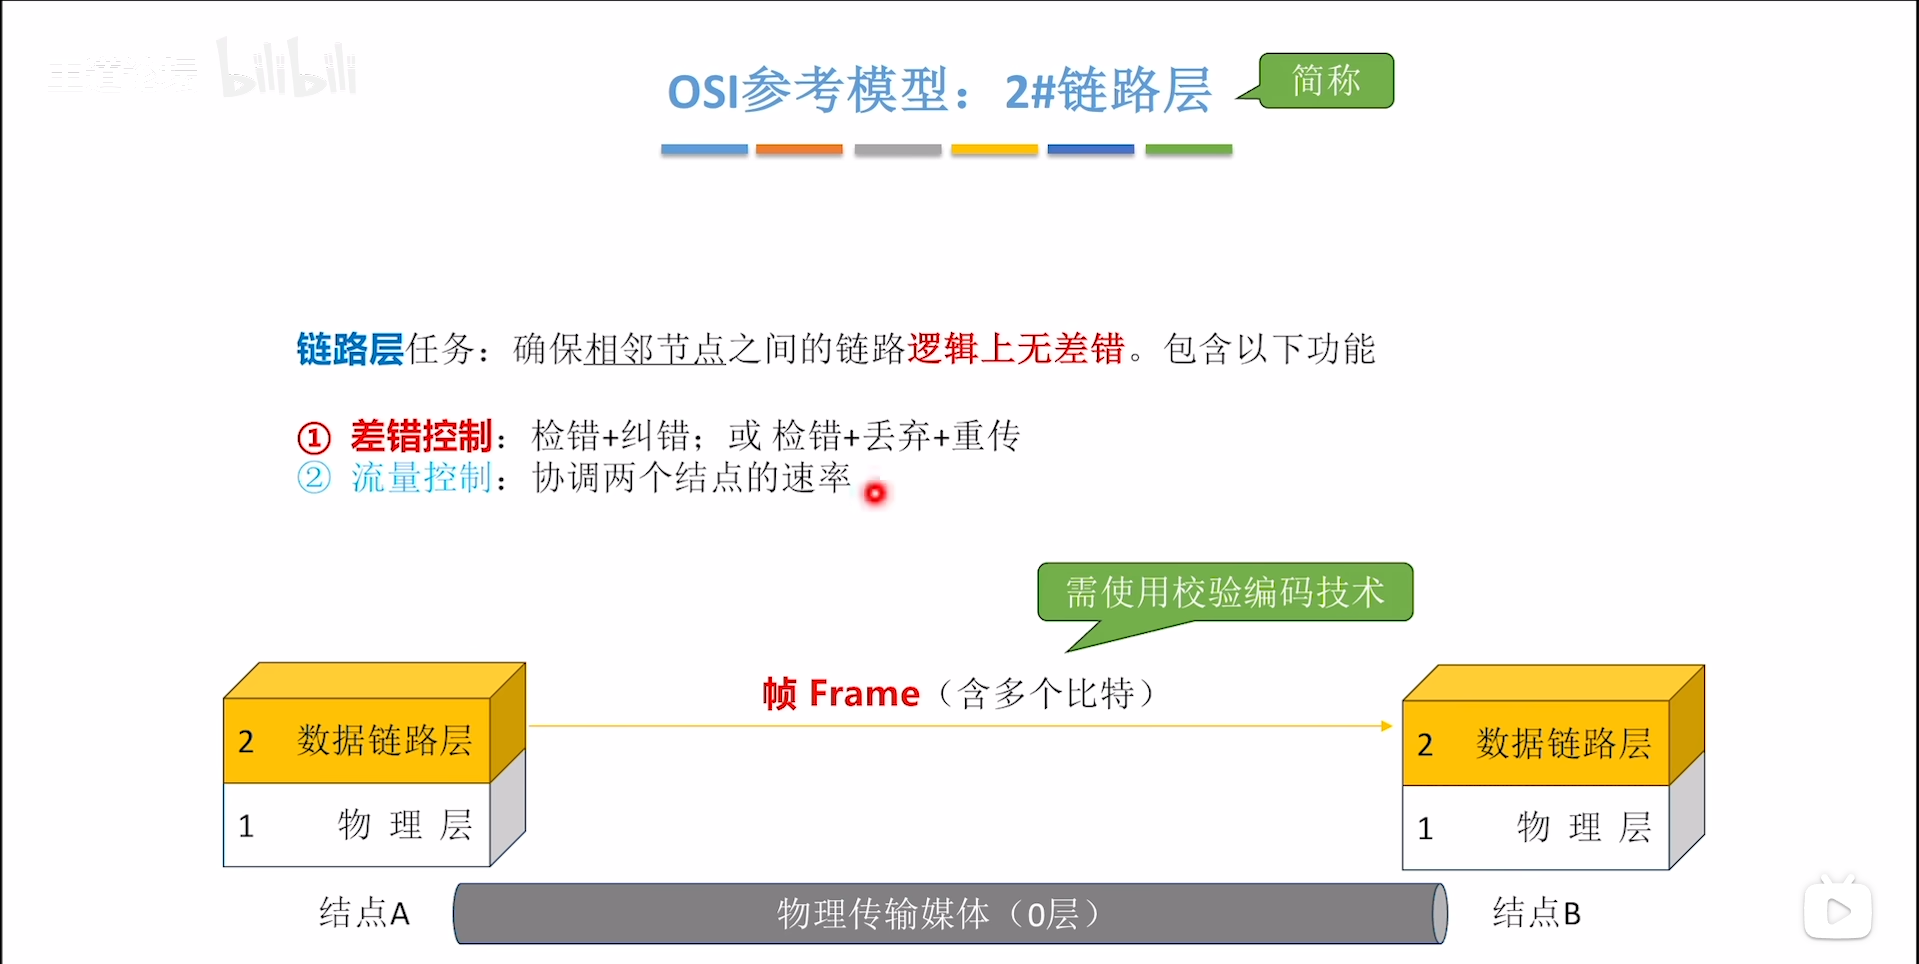 王道论坛 bilibili
OSI参考模型：2#链路层
简称
链路层任务：确保相邻节点之间的链路逻辑上无差错。包含以下功能
① 差错控制：检错+纠错；或 检错+丢弃+重传
② 流量控制：协调两个结点的速率
需使用校验编码技术
帧 Frame（含多个比特）
2 数据链路层
1 物 理 层
2 数据链路层
1 物 理 层
结点A
物理传输媒体（0层）
结点B